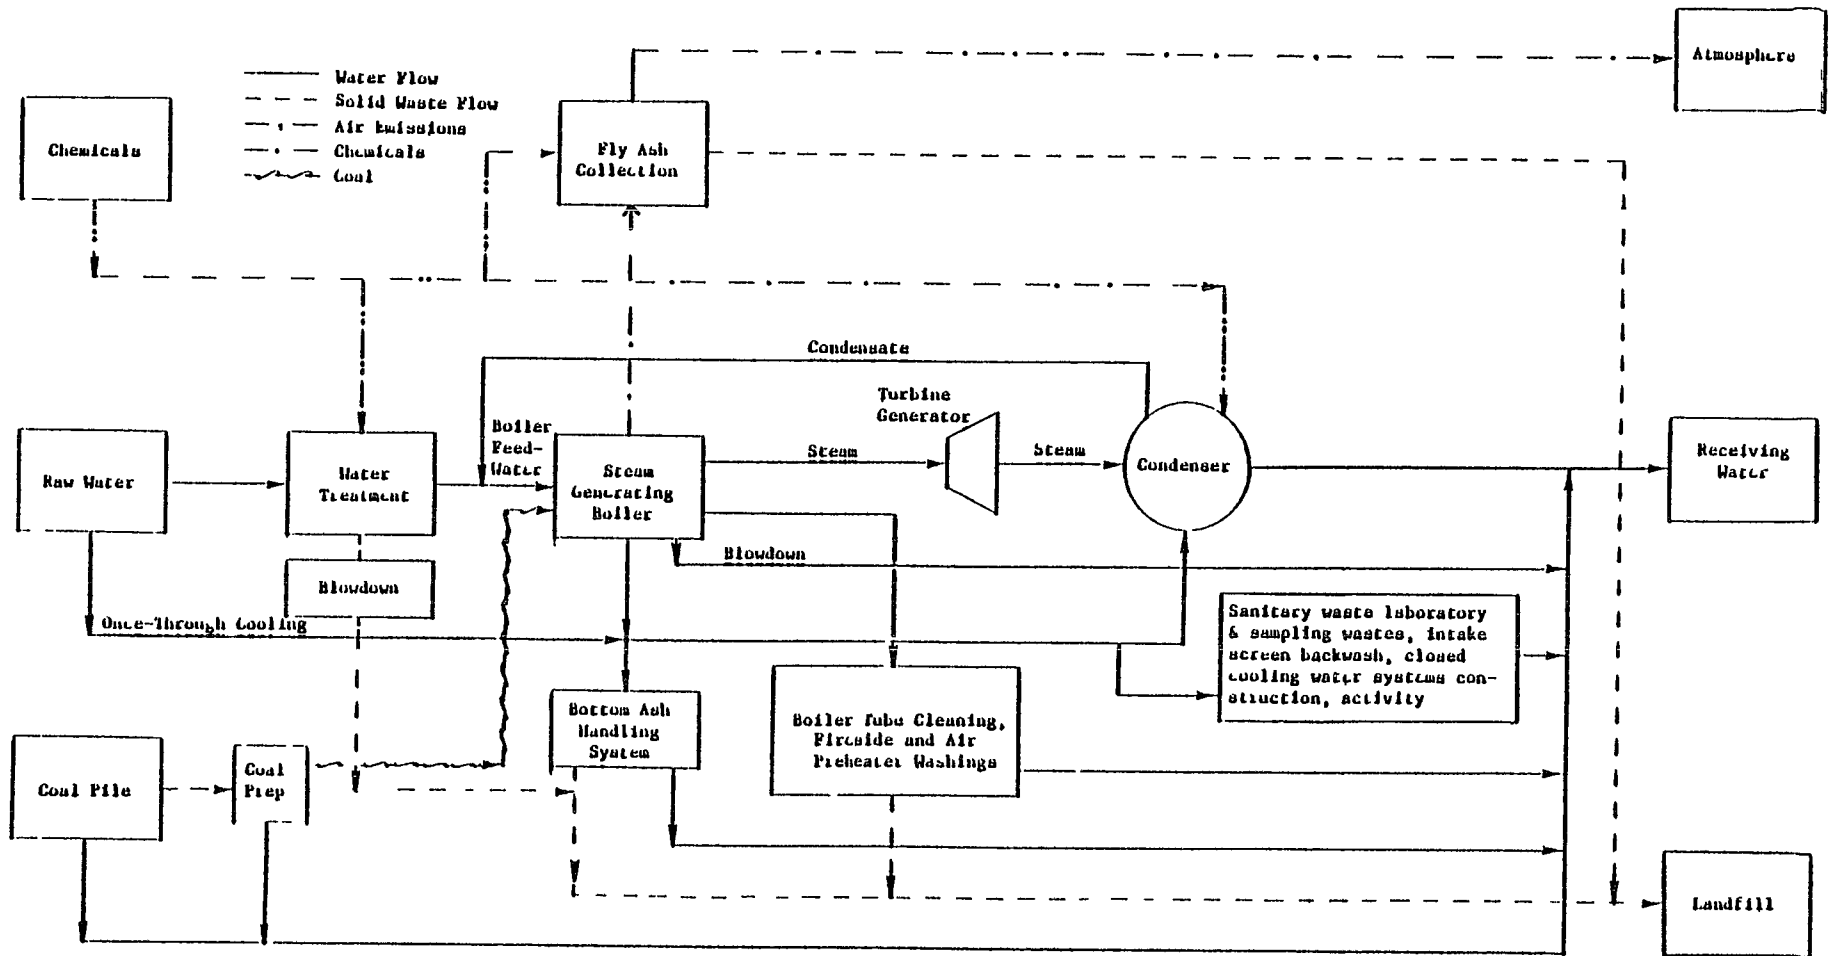 Atmosphere
Water Flow
Solid Waste Flow
Air Emissions
Chemicals
Coal
Chemicals
Fly Ash
Collection
Condensate
Turbine
Generator
Boiler
Feed-
Water
Steam
Steam
Raw Water
Water
Treatment
Steam
Generating
Boiler
Condenser
Receiving
Water
Blowdown
Blowdown
Once-Through Cooling
Sanitary waste laboratory
& sampling wastes, intake
screen backwash, closed
cooling water systems con-
struction, activity
Bottom Ash
Handling
System
Boiler Tube Cleaning,
Fireside and Air
Preheater Washings
Coal Pile
Coal
Prep
Landfill